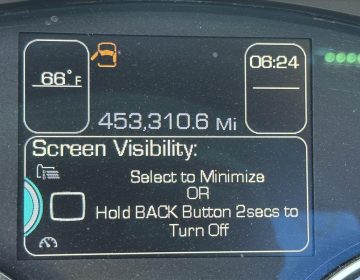 66°F
06:24
453,310.6 Mi
Screen Visibility:
Select to Minimize
OR
Hold BACK Button 2secs to
Turn Off